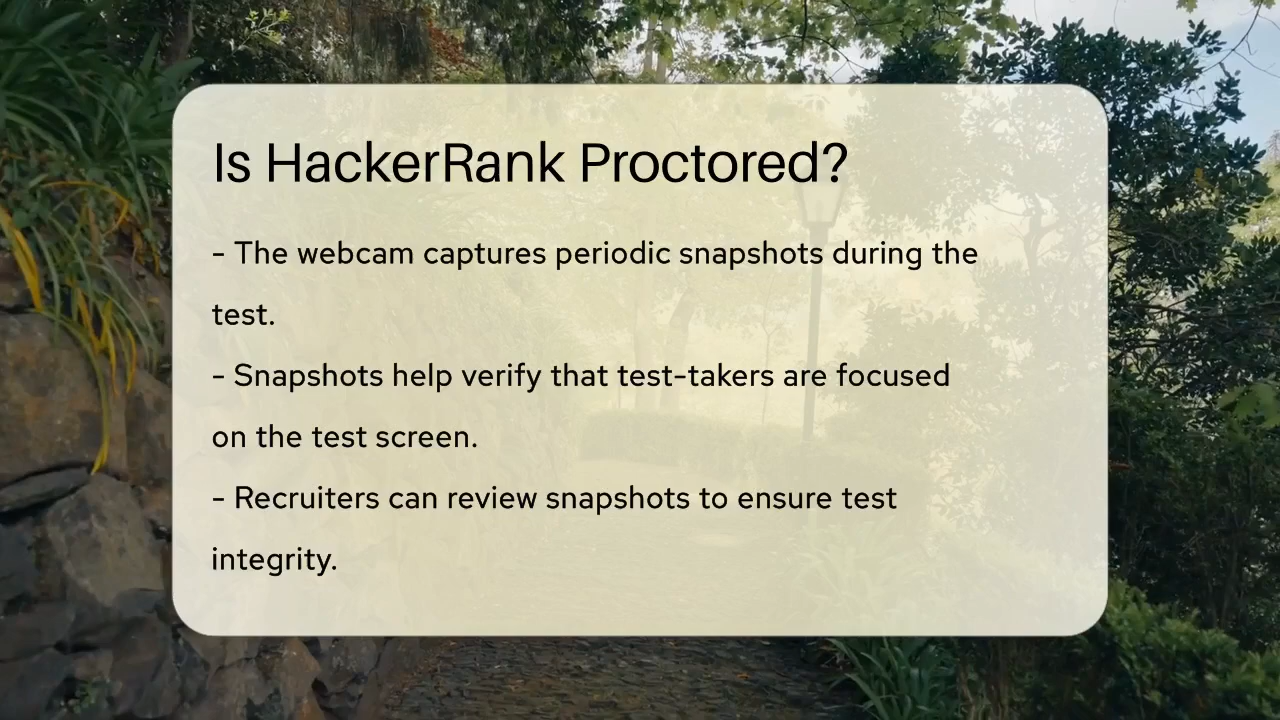 Is HackerRank Proctored?
- The webcam captures periodic snapshots during the
test.
- Snapshots help verify that test-takers are focused
on the test screen.
- Recruiters can review snapshots to ensure test
integrity.